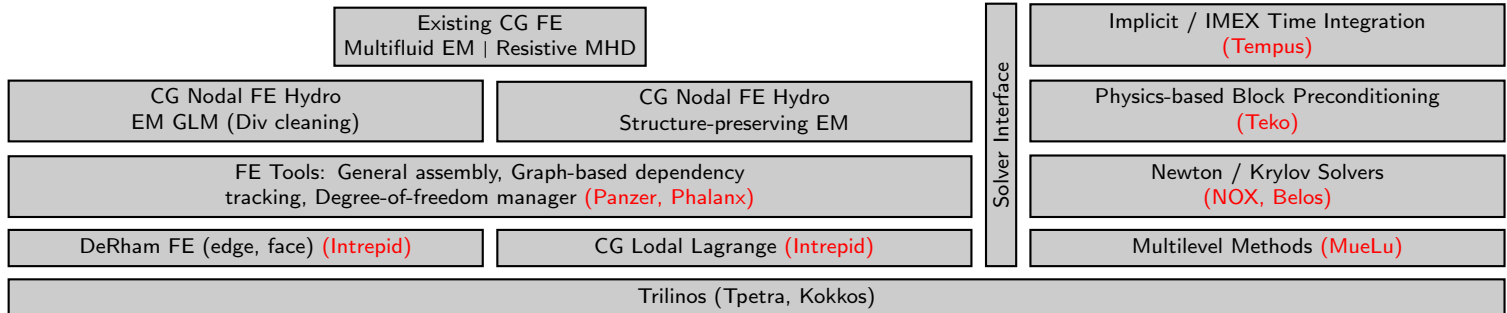 Existing CG FE
Multifluid EM | Resistive MHD
CG Nodal FE Hydro
EM GLM (Div cleaning)
CG Nodal FE Hydro
Structure-preserving EM
FE Tools: General assembly, Graph-based dependency
tracking, Degree-of-freedom manager (Panzer, Phalanx)
DeRham FE (edge, face) (Intrepid)
CG Lodal Lagrange (Intrepid)
Solver Interface
Implicit / IMEX Time Integration
(Tempus)
Physics-based Block Preconditioning
(Teko)
Newton / Krylov Solvers
(NOX, Belos)
Multilevel Methods (MueLu)
Trilinos (Tpetra, Kokkos)